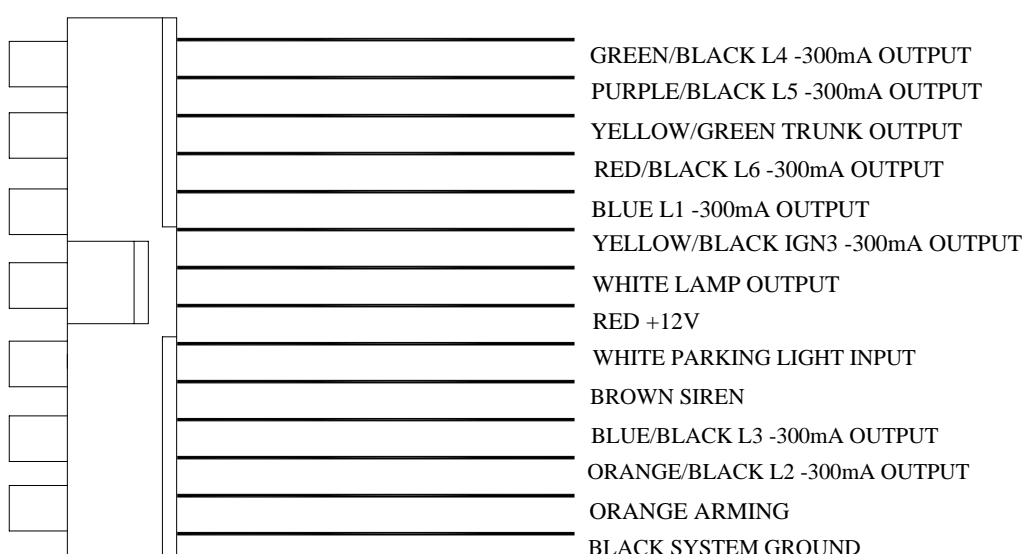 GREEN/BLACK L4 -300mA OUTPUT
PURPLE/BLACK L5 -300mA OUTPUT
YELLOW/GREEN TRUNK OUTPUT
RED/BLACK L6 -300mA OUTPUT
BLUE L1 -300mA OUTPUT
YELLOW/BLACK IGN3 -300mA OUTPUT
WHITE LAMP OUTPUT
RED +12V
WHITE PARKING LIGHT INPUT
BROWN SIREN
BLUE/BLACK L3 -300mA OUTPUT
ORANGE/BLACK L2 -300mA OUTPUT
ORANGE ARMING
BLACK SYSTEM GROUND